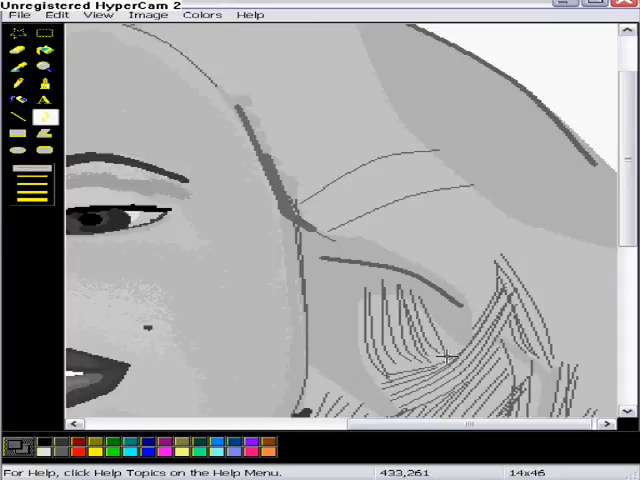 Unregistered HyperCam 2
File Edit View Image Colors Help
A
For Help, click Help Topics on the Help Menu. 433,261 14x46